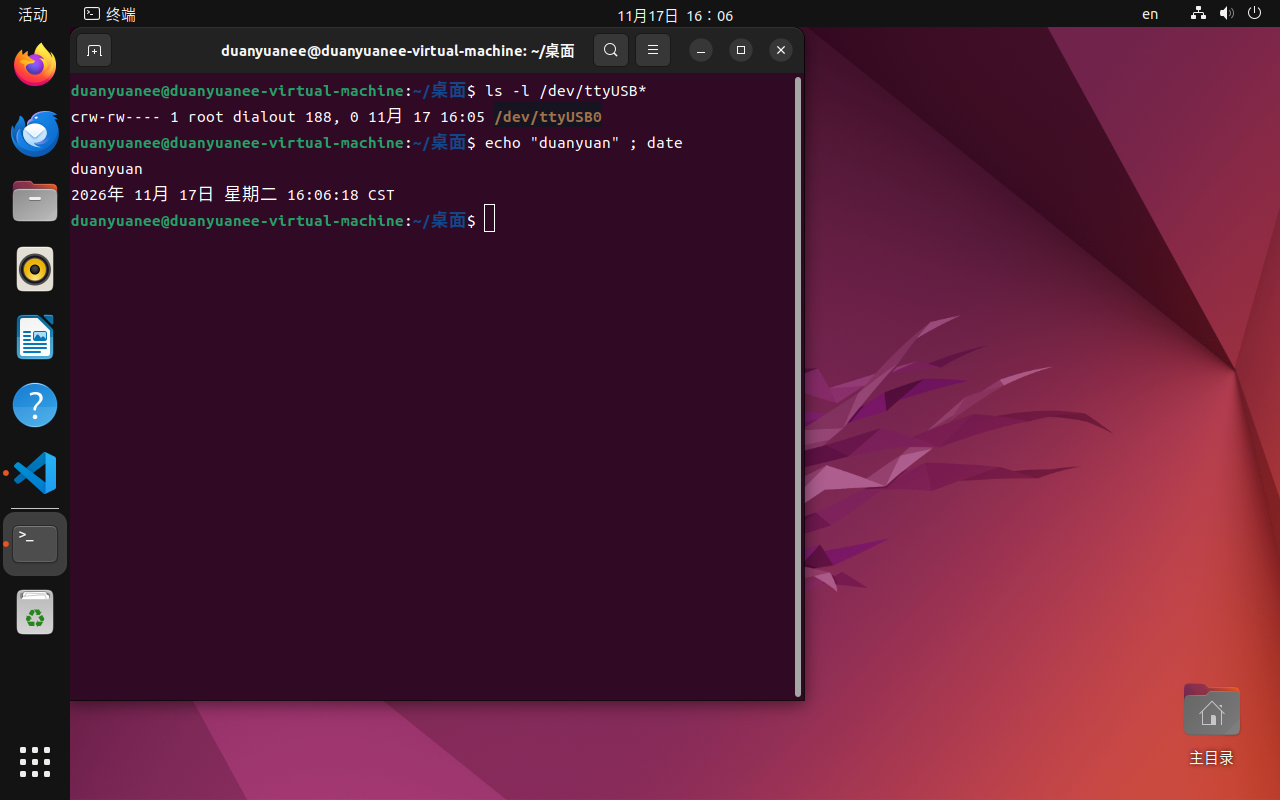 活动 终端 11月17日 16：06 en
duanyuanee@duanyuanee-virtual-machine: ~/桌面
duanyuanee@duanyuanee-virtual-machine:~/桌面$ ls -l /dev/ttyUSB*
crw-rw---- 1 root dialout 188, 0 11月 17 16:05 /dev/ttyUSB0
duanyuanee@duanyuanee-virtual-machine:~/桌面$ echo "duanyuan" ; date
duanyuan
2026年 11月 17日 星期二 16:06:18 CST
duanyuanee@duanyuanee-virtual-machine:~/桌面$
主目录